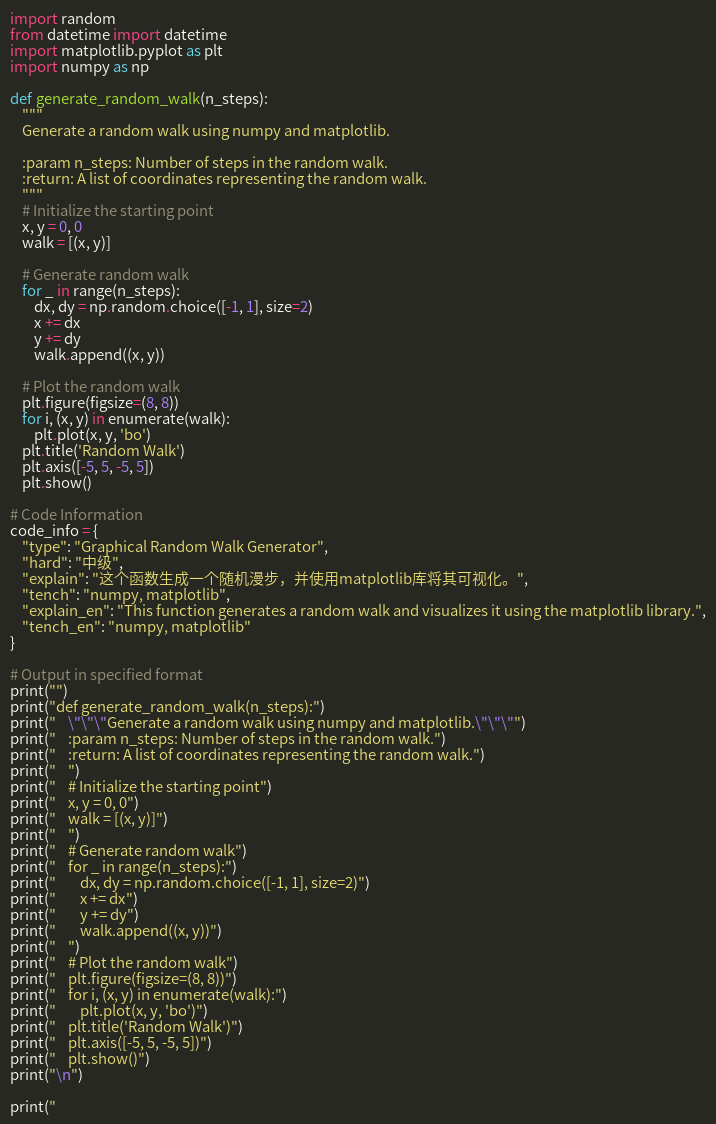 import random
from datetime import datetime
import matplotlib.pyplot as plt
import numpy as np

def generate_random_walk(n_steps):
    """
    Generate a random walk using numpy and matplotlib.

    :param n_steps: Number of steps in the random walk.
    :return: A list of coordinates representing the random walk.
    """
    # Initialize the starting point
    x, y = 0, 0
    walk = [(x, y)]

    # Generate random walk
    for _ in range(n_steps):
        dx, dy = np.random.choice([-1, 1], size=2)
        x += dx
        y += dy
        walk.append((x, y))

    # Plot the random walk
    plt.figure(figsize=(8, 8))
    for i, (x, y) in enumerate(walk):
        plt.plot(x, y, 'bo')
    plt.title('Random Walk')
    plt.axis([-5, 5, -5, 5])
    plt.show()

# Code Information
code_info = {
    "type": "Graphical Random Walk Generator",
    "hard": "中级",
    "explain": "这个函数生成一个随机漫步，并使用matplotlib库将其可视化。",
    "tench": "numpy, matplotlib",
    "explain_en": "This function generates a random walk and visualizes it using the matplotlib library.",
    "tench_en": "numpy, matplotlib"
}

# Output in specified format
print("")
print("def generate_random_walk(n_steps):")
print("    \"\"\"Generate a random walk using numpy and matplotlib.\"\"\"")
print("    :param n_steps: Number of steps in the random walk.")
print("    :return: A list of coordinates representing the random walk.")
print("    ")
print("    # Initialize the starting point")
print("    x, y = 0, 0")
print("    walk = [(x, y)]")
print("    ")
print("    # Generate random walk")
print("    for _ in range(n_steps):")
print("        dx, dy = np.random.choice([-1, 1], size=2)")
print("        x += dx")
print("        y += dy")
print("        walk.append((x, y))")
print("    ")
print("    # Plot the random walk")
print("    plt.figure(figsize=(8, 8))")
print("    for i, (x, y) in enumerate(walk):")
print("        plt.plot(x, y, 'bo')")
print("    plt.title('Random Walk')")
print("    plt.axis([-5, 5, -5, 5])")
print("    plt.show()")
print("\n")

print("